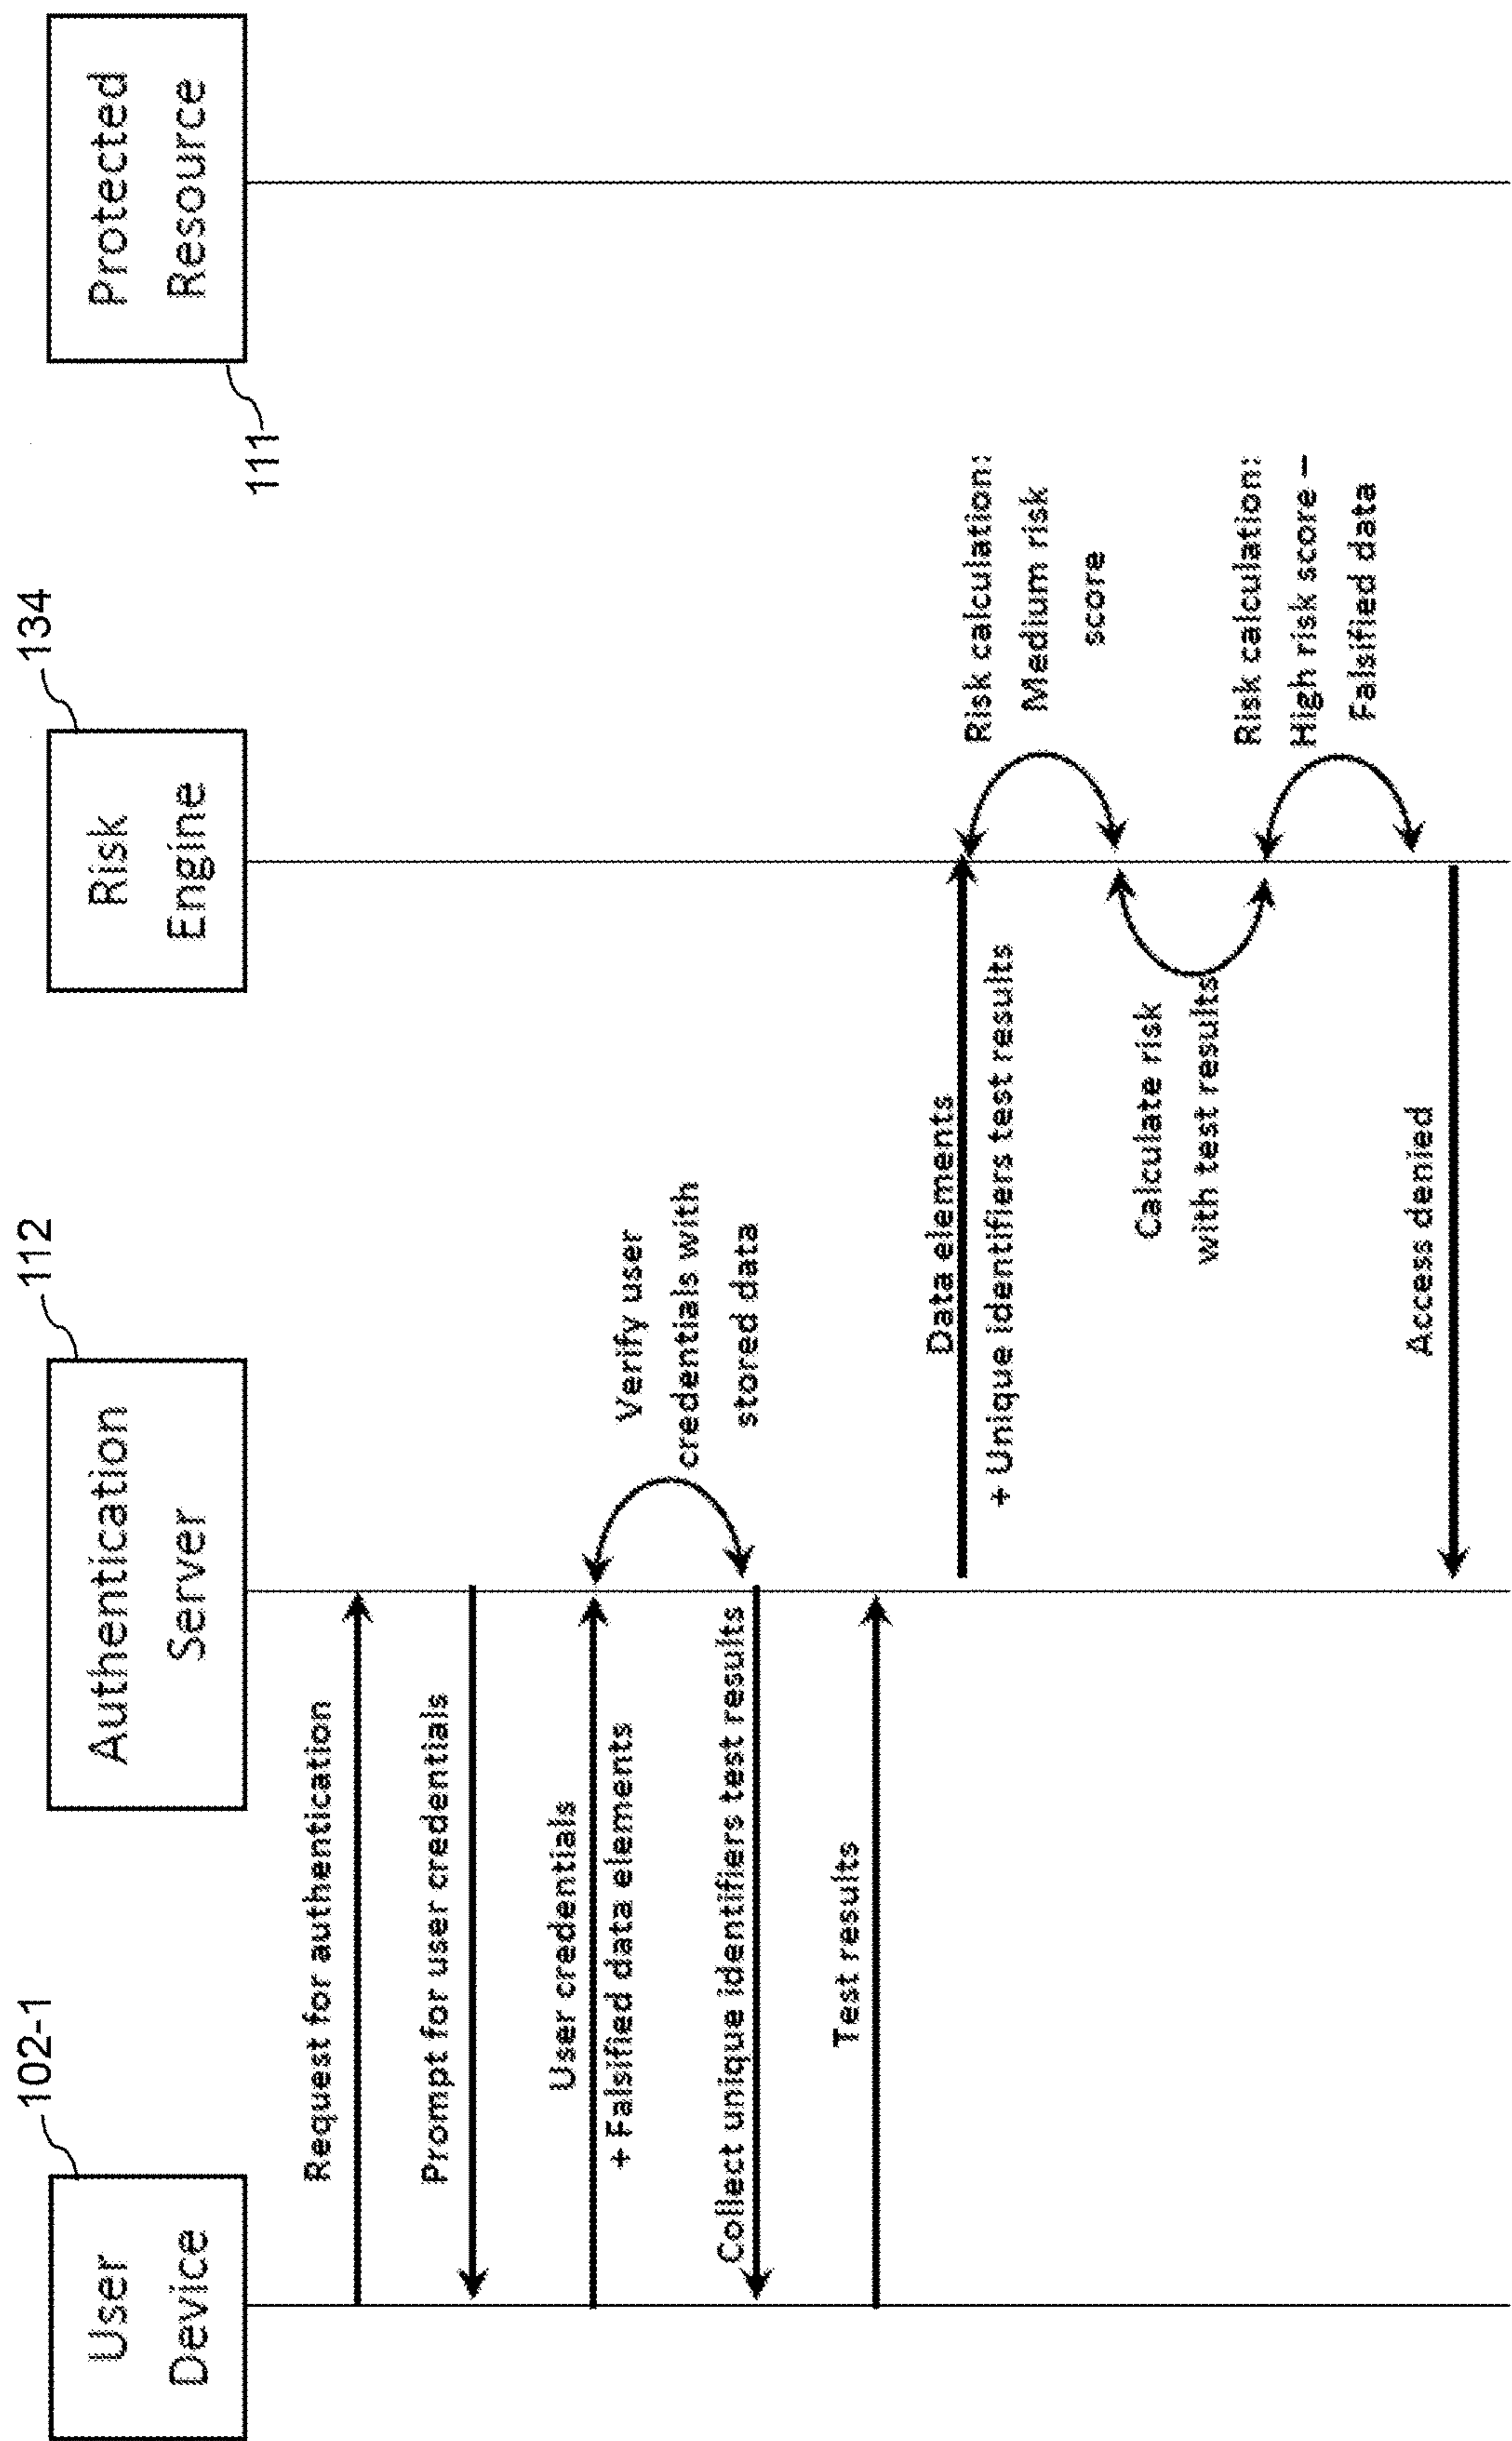 102-1
User
Device
112
Authentication
Server
134
Risk
Engine
111
Protected
Resource
Request for authentication
Prompt for user credentials
User credentials
+ Falsified data elements
Verify user
credentials with
stored data
Collect unique identifiers test results
Test results
Data elements
+ Unique identifiers test results
Risk calculation:
Medium risk
score
Calculate risk
with test results
Risk calculation:
High risk score –
Falsified data
Access denied